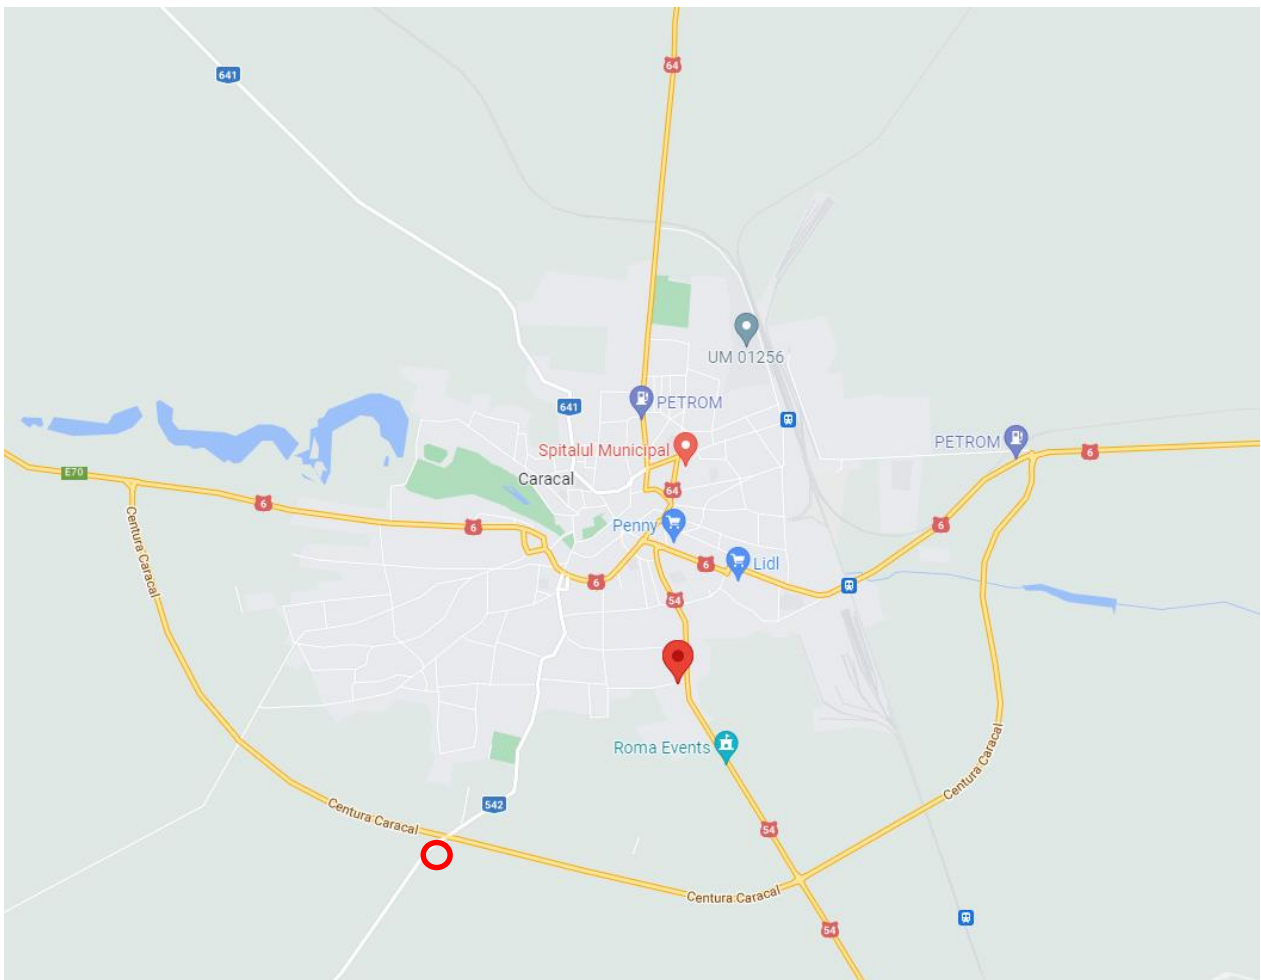 64
641
UM 01256
PETROM
641
Spitalul Municipal
PETROM
6
E70
Caracal
64
6
6
Penny
6
Centura Caracal
Lidl
6
6
54
Roma Events
Centura Caracal
542
Centura Caracal
54
Centura Caracal
54